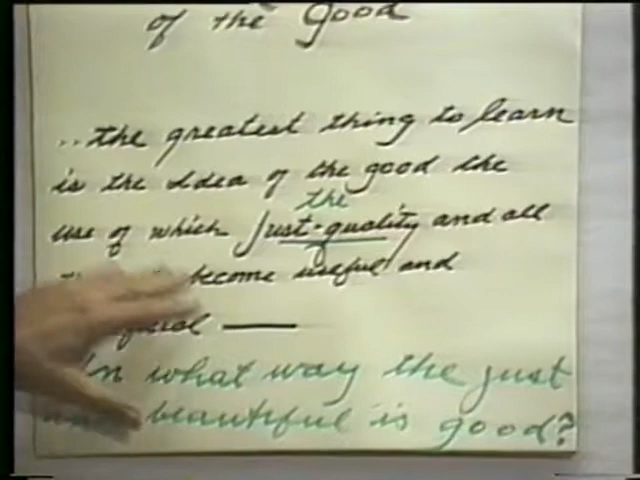 of the Good
..the greatest thing to learn
is the Idea of the good the
the
use of which just-quality and all
become useful and
In what way the just
beautiful is good?